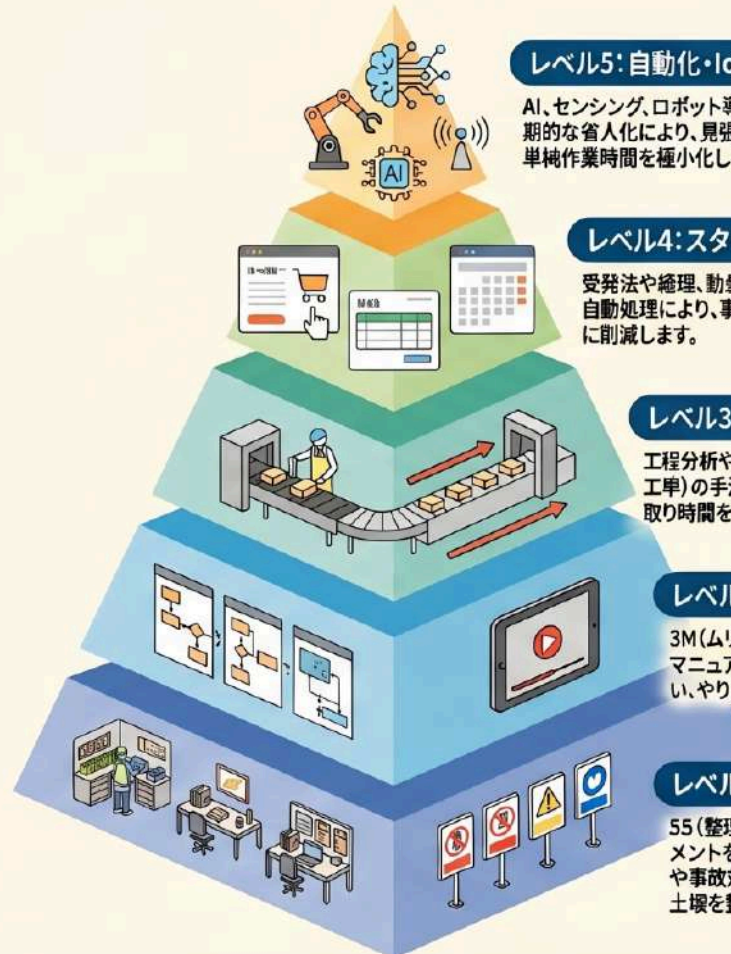 レベル5:自動化・Io
AI、センシング、ロボット導
期的な省人化により、見張
単純作業時間を極小化し
AI
レベル4:スタ
受発法や経理、動
自動処理により、事
に削減します。
レベル3
工程分析や
工単)の手法
取り時間を
レベル
3M(ムリ
マニュア
い、やり
レベル
55(整理
メントを
や事故
土壌を整